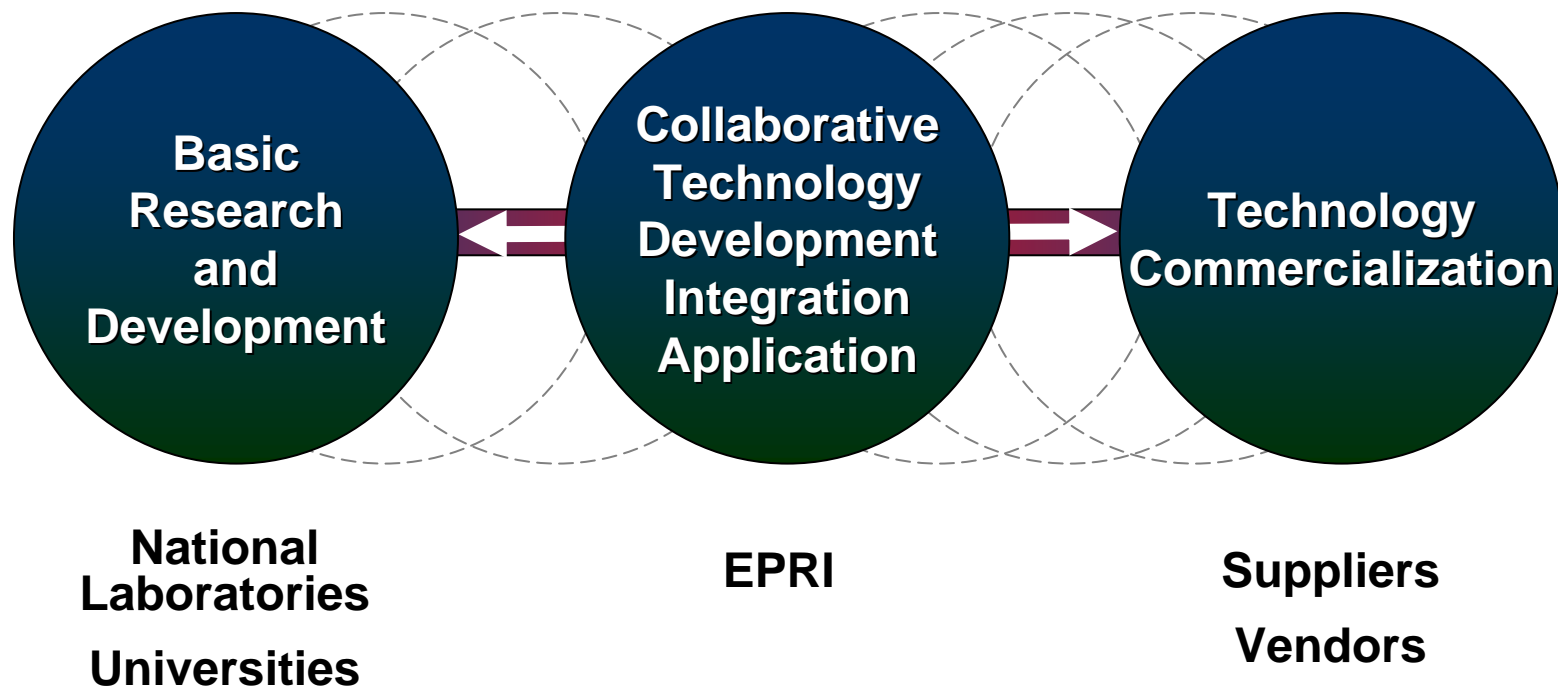 Basic
Research
and
Development
Collaborative
Technology
Development
Integration
Application
Technology
Commercialization
National
Laboratories
Universities
EPRI
Suppliers
Vendors